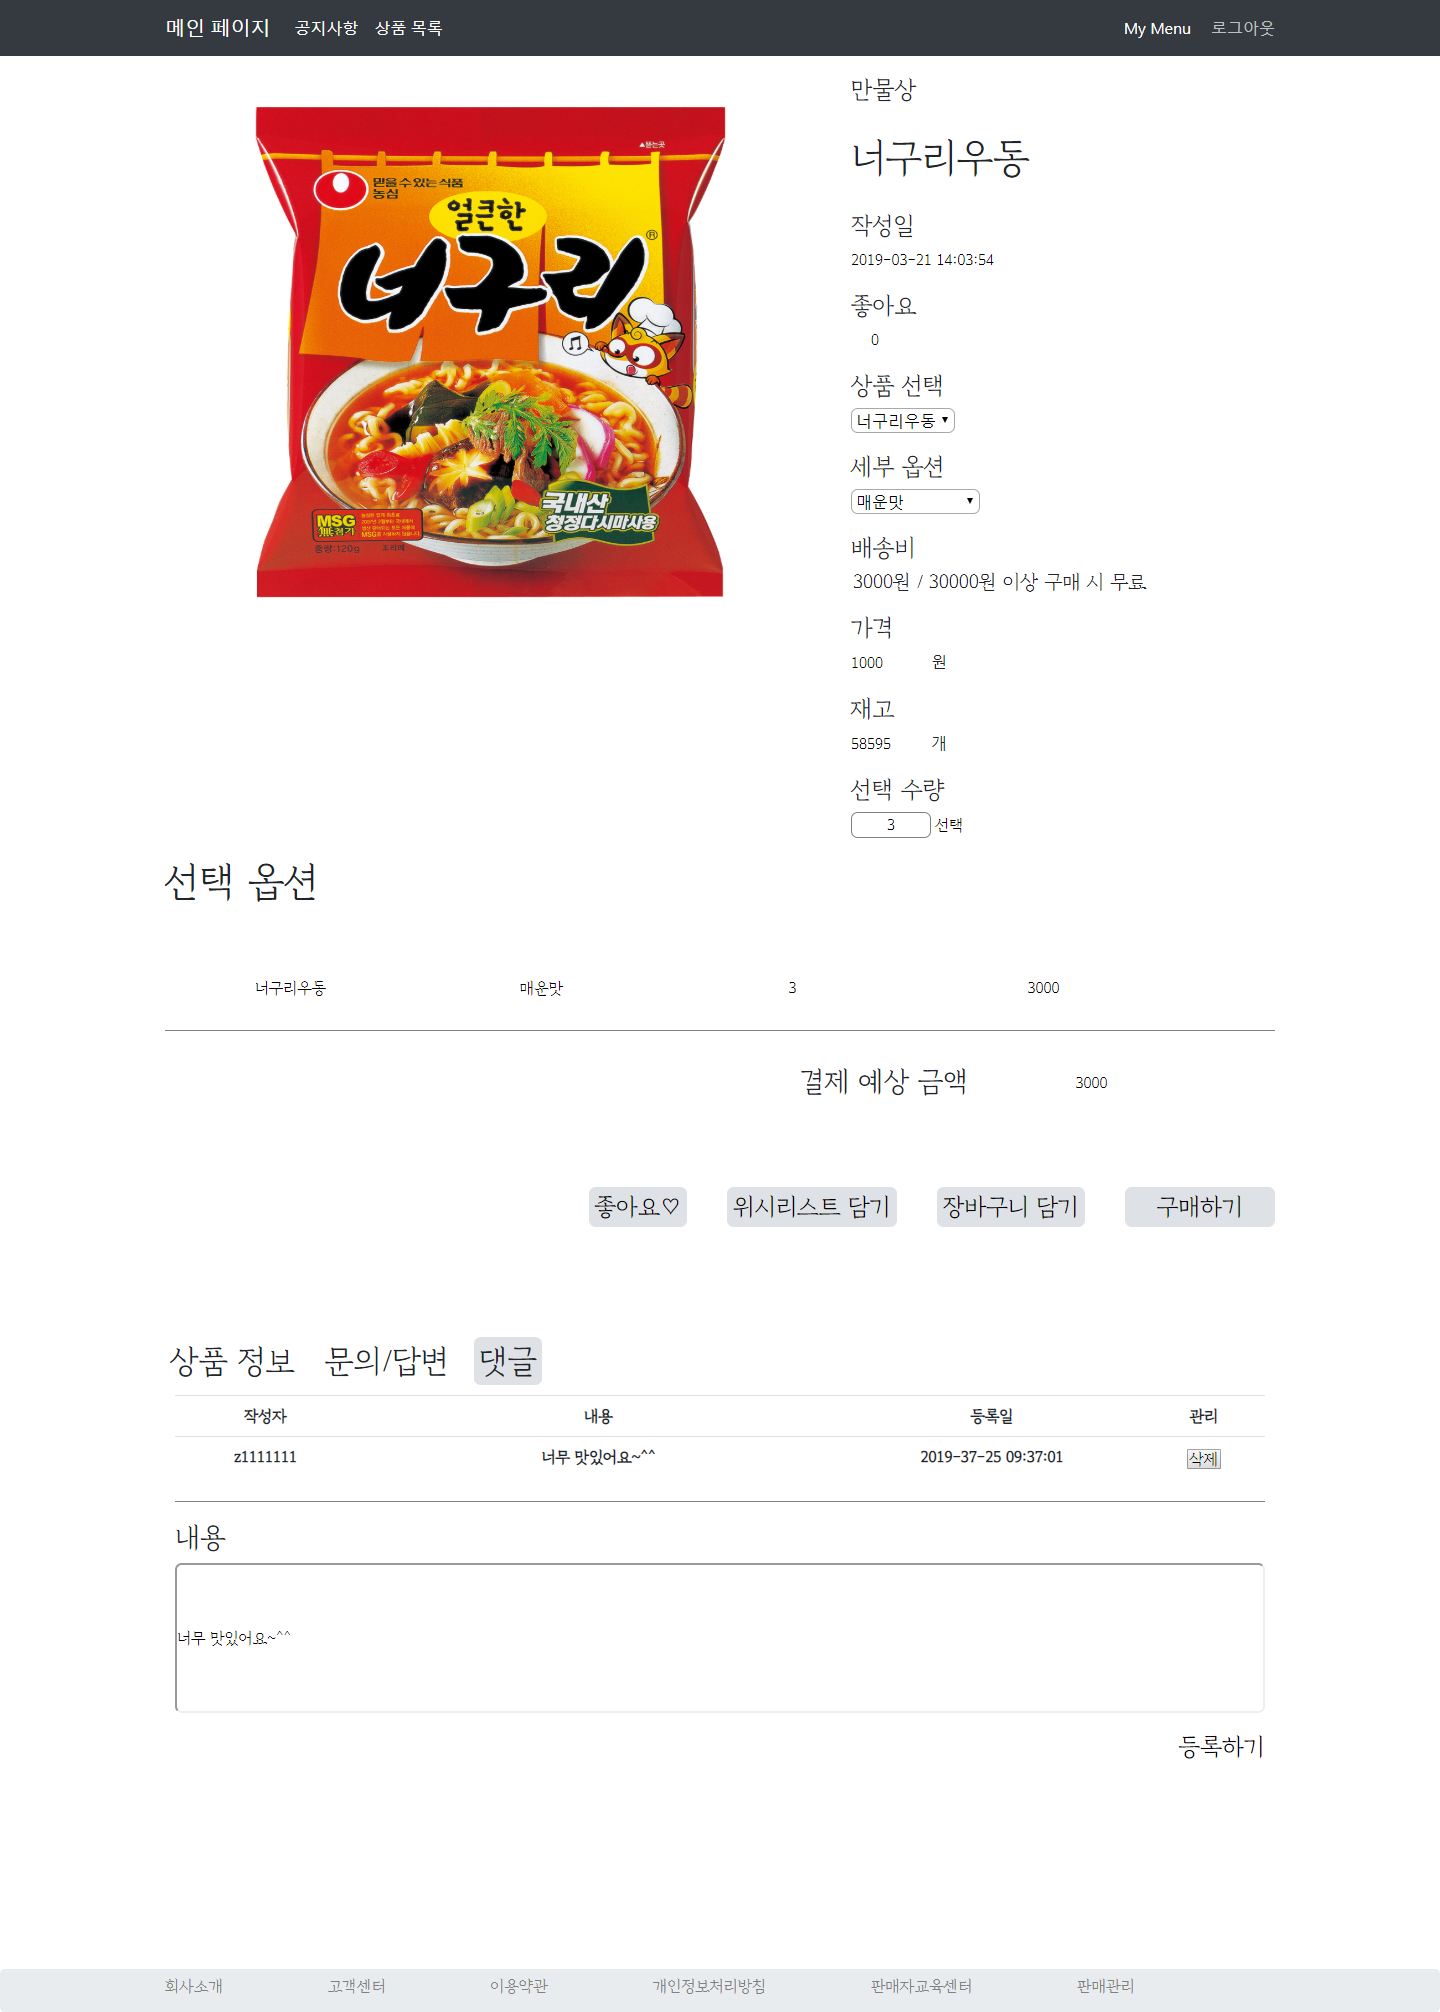 메인 페이지 공지사항 상품 목록 My Menu 로그아웃
만물상
너구리우동
▲뜯는곳
믿을 수 있는 식품
농심
얼큰한
너구리
®
국내산
청정다시마사용
MSG
無첨가
중량:120g 조리예
작성일
2019-03-21 14:03:54
좋아요
0
상품 선택
너구리우동
세부 옵션
매운맛
배송비
3000원 / 30000원 이상 구매 시 무료
가격
1000 원
재고
58595 개
선택 수량
3 선택
선택 옵션
너구리우동 매운맛 3 3000
결제 예상 금액 3000
좋아요♡ 위시리스트 담기 장바구니 담기 구매하기
상품 정보 문의/답변 댓글
작성자 내용 등록일 관리
z1111111 너무 맛있어요~^^ 2019-37-25 09:37:01 삭제
내용
너무 맛있어요~^^
등록하기
회사소개 고객센터 이용약관 개인정보처리방침 판매자교육센터 판매관리